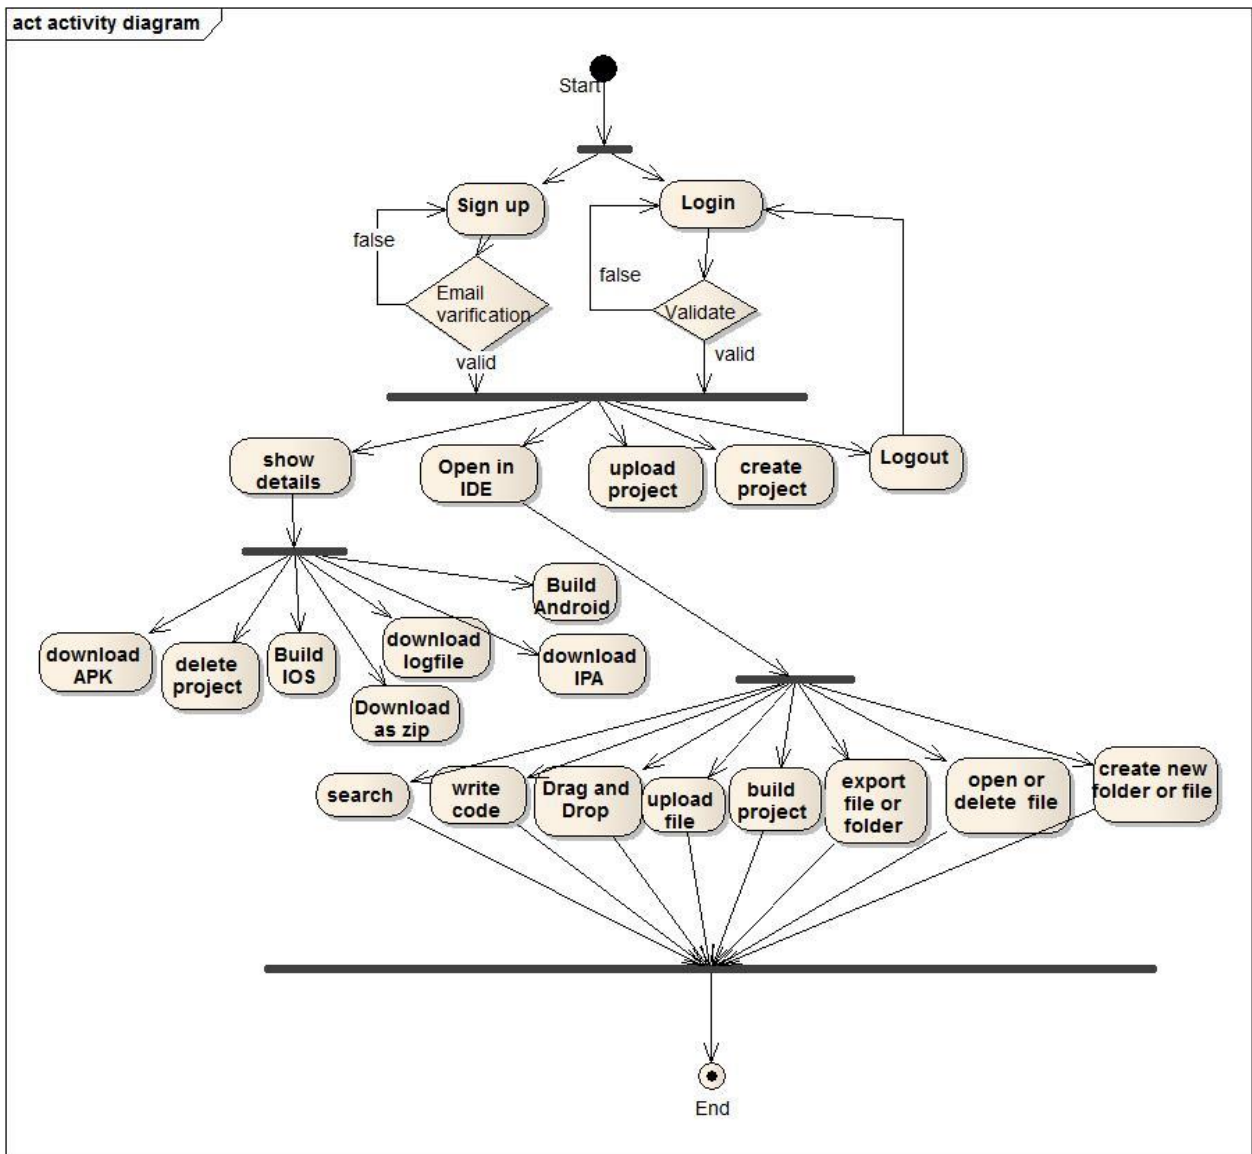 act activity diagram
Start
Sign up
Login
false
false
Email
varification
Validate
valid
valid
show
details
Open in
IDE
upload
project
create
project
Logout
Build
Android
download
APK
delete
project
Build
IOS
download
logfile
download
IPA
Download
as zip
search
write
code
Drag and
Drop
upload
file
build
project
export
file or
folder
open or
delete file
create new
folder or file
End